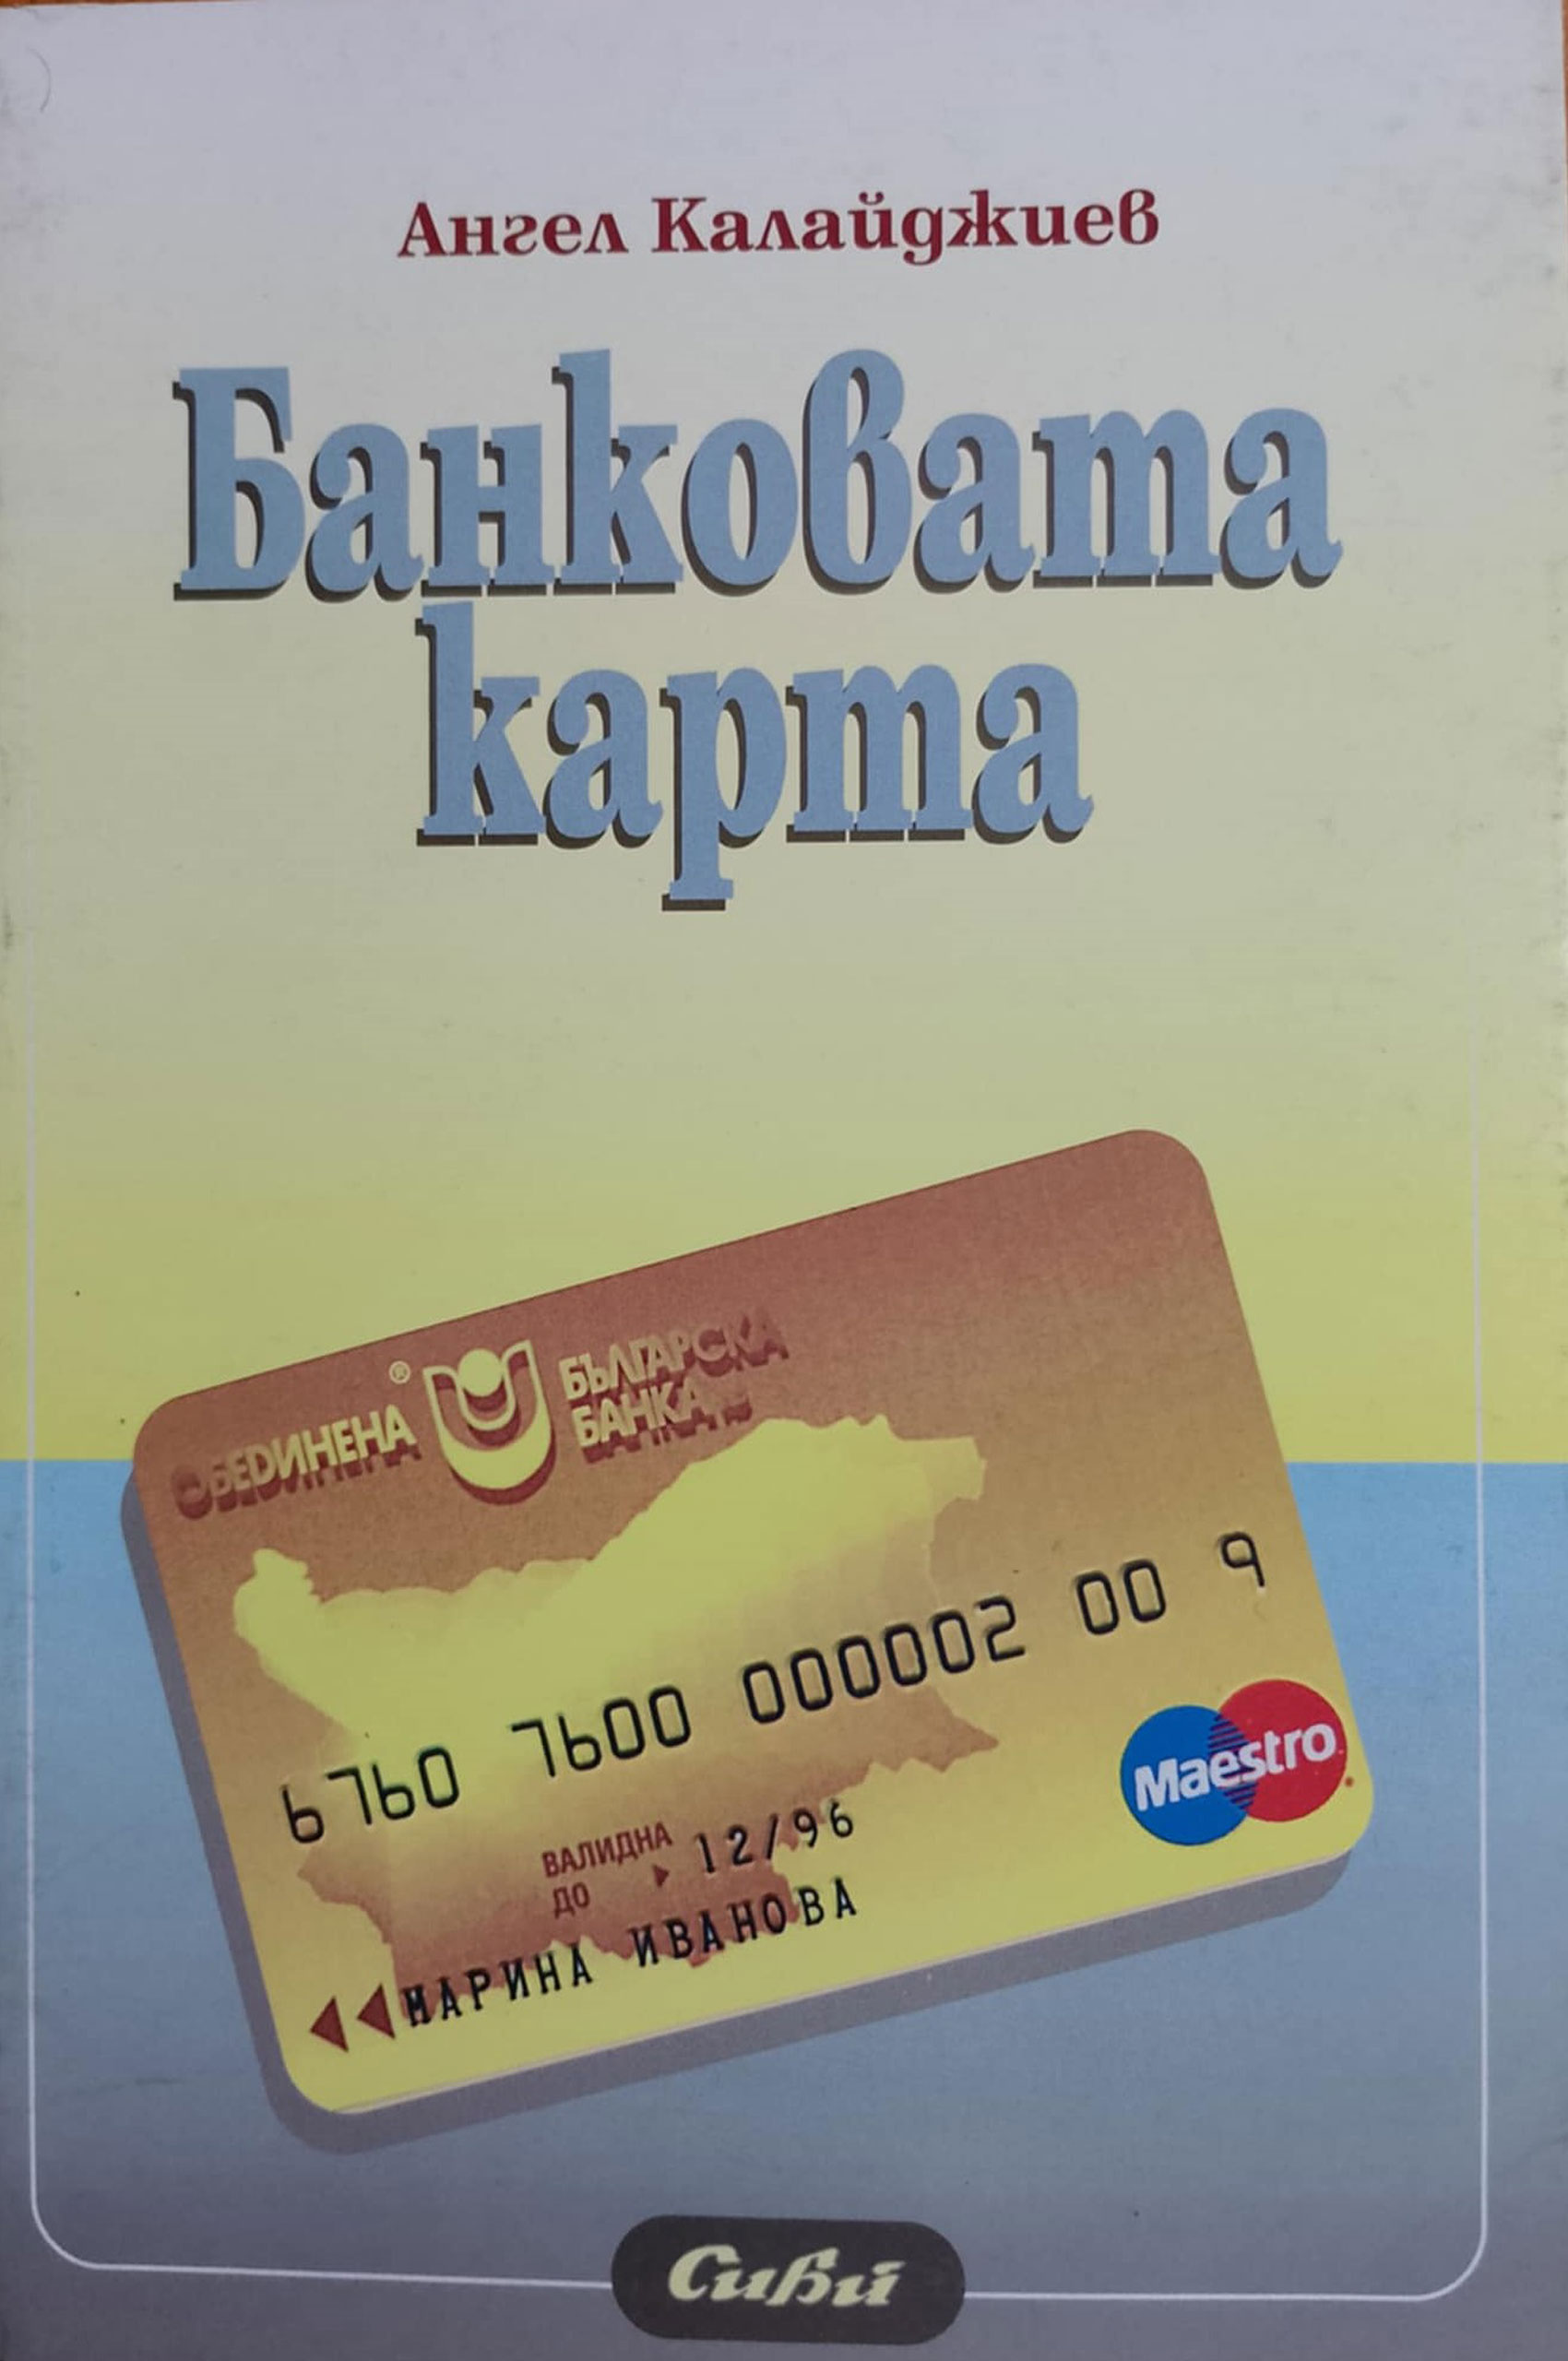 Ангел Калайджиев
Банковата
карта
ОБЕДИНЕНА ® БЪЛГАРСКА
БАНКА
6760 7600 000002 00 9
Maestro
ВАЛИДНА
ДО 12/96
МАРИНА ИВАНОВА
Сиби